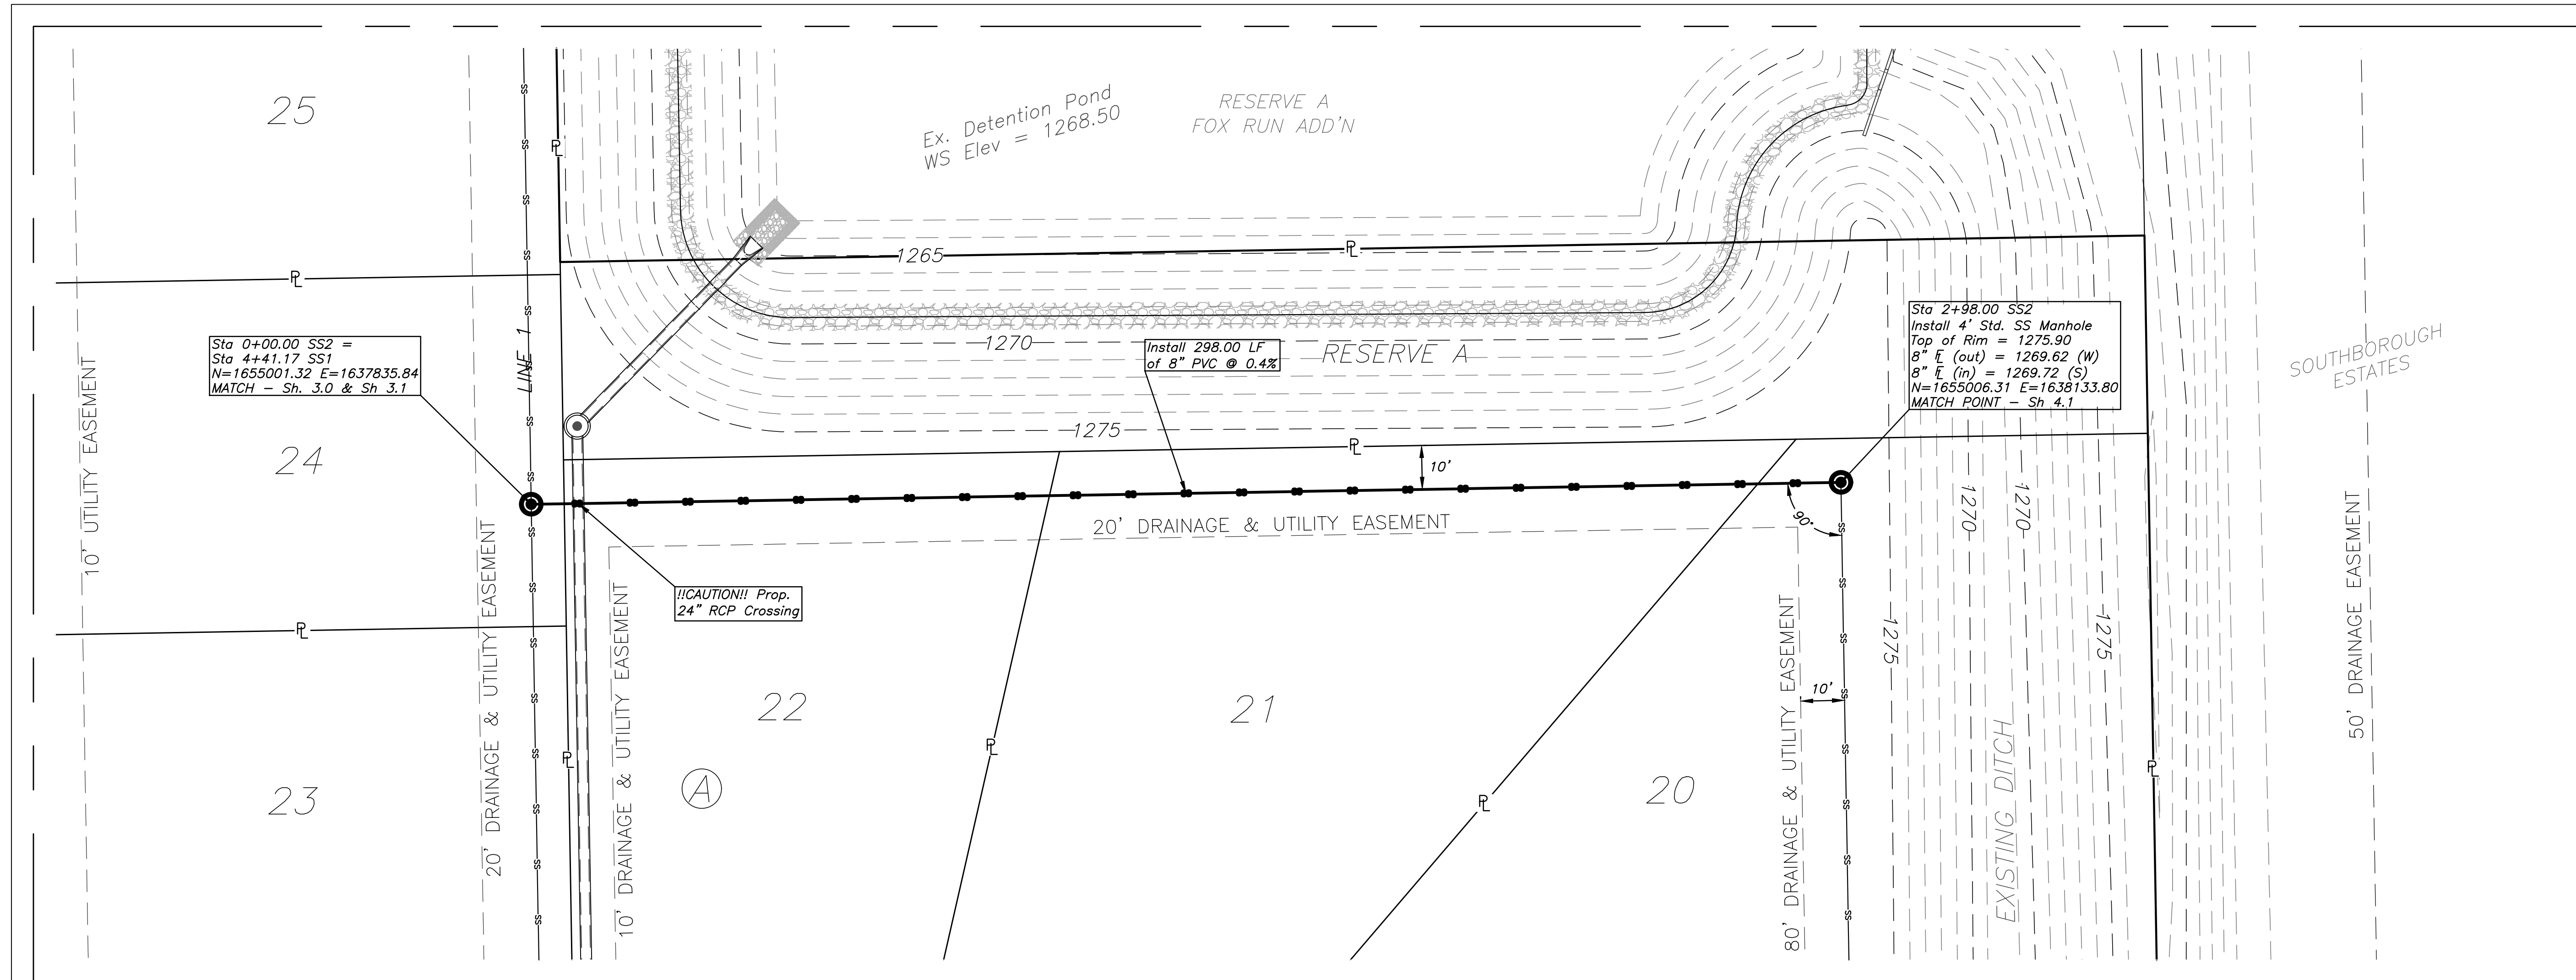 25
Ex. Detention Pond
WS Elev = 1268.50
RESERVE A
FOX RUN ADD'N
SS
PL
1265
PL
PL
1270
RESERVE A
LINE 1
Sta 0+00.00 SS2 =
Sta 4+41.17 SS1
N=1655001.32 E=1637835.84
MATCH – Sh. 3.0 & Sh 3.1
Install 298.00 LF
of 8" PVC @ 0.4%
Sta 2+98.00 SS2
Install 4' Std. SS Manhole
Top of Rim = 1275.90
8" FL (out) = 1269.62 (W)
8" FL (in) = 1269.72 (S)
N=1655006.31 E=1638133.80
MATCH POINT – Sh 4.1
SOUTHBOROUGH
ESTATES
10' UTILITY EASEMENT
24
1275
PL
10'
90°
20' DRAINAGE & UTILITY EASEMENT
20' DRAINAGE & UTILITY EASEMENT
!!CAUTION!! Prop.
24" RCP Crossing
10' DRAINAGE & UTILITY EASEMENT
PL
23
PL
22
A
PL
21
PL
20
80' DRAINAGE & UTILITY EASEMENT
10'
1275
1270
1270
1275
EXISTING DITCH
PL
50' DRAINAGE EASEMENT